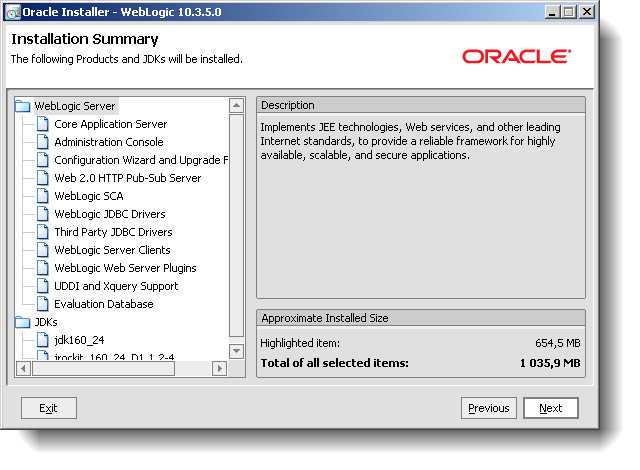 Oracle Installer - WebLogic 10.3.5.0
Installation Summary
The following Products and JDKs will be installed.
ORACLE
WebLogic Server
Core Application Server
Administration Console
Configuration Wizard and Upgrade F
Web 2.0 HTTP Pub-Sub Server
WebLogic SCA
WebLogic JDBC Drivers
Third Party JDBC Drivers
WebLogic Server Clients
WebLogic Web Server Plugins
UDDI and Xquery Support
Evaluation Database
JDKs
jdk160_24
jrockit_160_24_D1.1.2-4
Description
Implements JEE technologies, Web services, and other leading
Internet standards, to provide a reliable framework for highly
available, scalable, and secure applications.
Approximate Installed Size
Highlighted item: 654,5 MB
Total of all selected items: 1 035,9 MB
Exit
Previous
Next